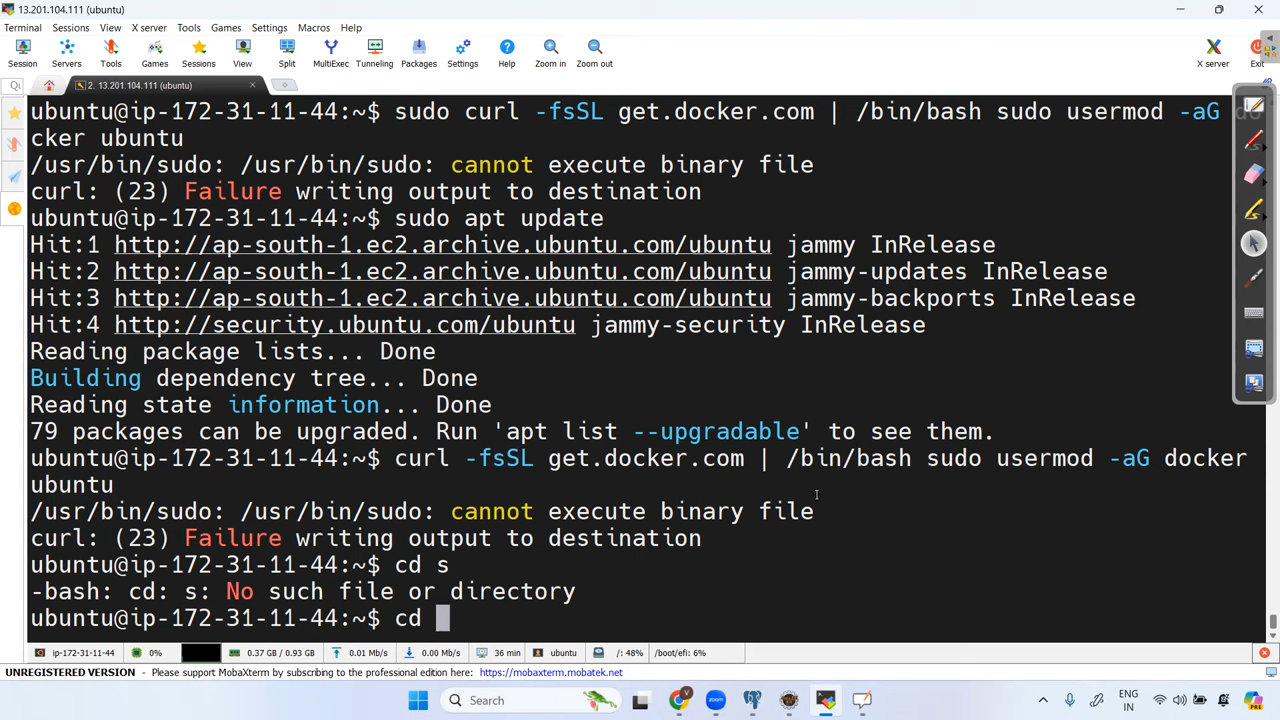 13.201.104.111 (ubuntu)
Terminal Sessions View X server Tools Games Settings Macros Help
Session Servers Tools Games Sessions View Split MultiExec Tunneling Packages Settings Help Zoom in Zoom out X server Exit
2. 13.201.104.111 (ubuntu)
ubuntu@ip-172-31-11-44:~$ sudo curl -fsSL get.docker.com | /bin/bash sudo usermod -aG do
cker ubuntu
/usr/bin/sudo: /usr/bin/sudo: cannot execute binary file
curl: (23) Failure writing output to destination
ubuntu@ip-172-31-11-44:~$ sudo apt update
Hit:1 http://ap-south-1.ec2.archive.ubuntu.com/ubuntu jammy InRelease
Hit:2 http://ap-south-1.ec2.archive.ubuntu.com/ubuntu jammy-updates InRelease
Hit:3 http://ap-south-1.ec2.archive.ubuntu.com/ubuntu jammy-backports InRelease
Hit:4 http://security.ubuntu.com/ubuntu jammy-security InRelease
Reading package lists... Done
Building dependency tree... Done
Reading state information... Done
79 packages can be upgraded. Run 'apt list --upgradable' to see them.
ubuntu@ip-172-31-11-44:~$ curl -fsSL get.docker.com | /bin/bash sudo usermod -aG docker
ubuntu
/usr/bin/sudo: /usr/bin/sudo: cannot execute binary file
curl: (23) Failure writing output to destination
ubuntu@ip-172-31-11-44:~$ cd s
-bash: cd: s: No such file or directory
ubuntu@ip-172-31-11-44:~$ cd
ip-172-31-11-44 0% 0.37 GB / 0.93 GB 0.01 Mb/s 0.00 Mb/s 36 min ubuntu /: 48% /boot/efi: 6%
UNREGISTERED VERSION - Please support MobaXterm by subscribing to the professional edition here: https://mobaxterm.mobatek.net
Search ENG
IN